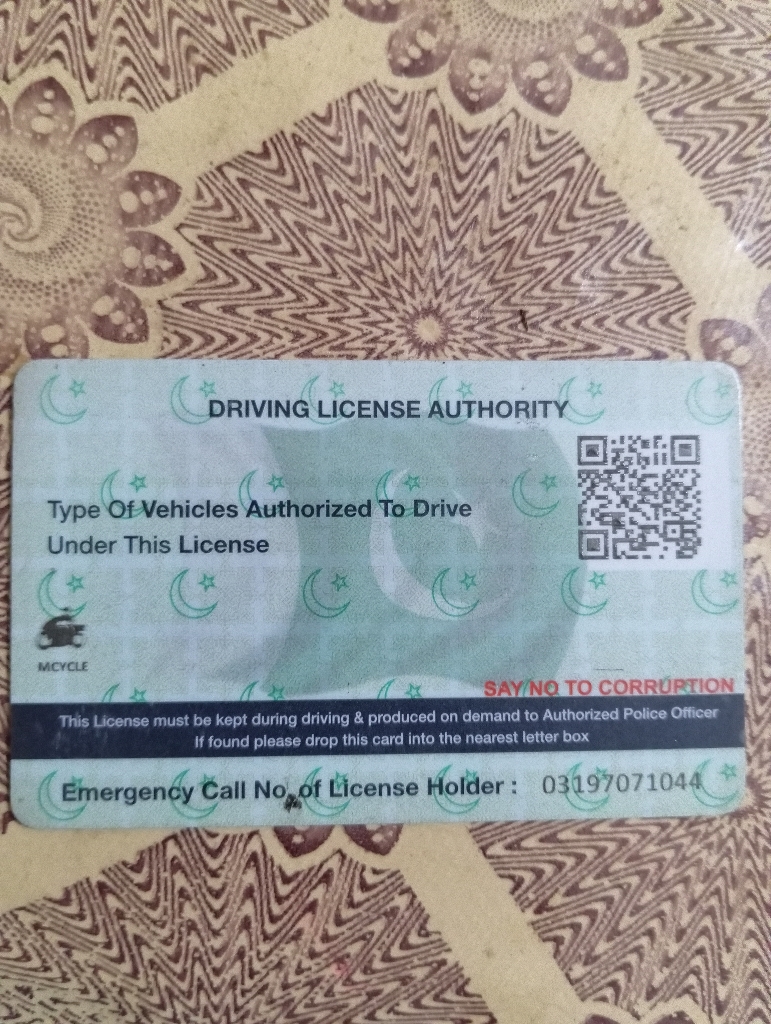 DRIVING LICENSE AUTHORITY
Type Of Vehicles Authorized To Drive
Under This License
MCYCLE
SAY NO TO CORRUPTION
This License must be kept during driving & produced on demand to Authorized Police Officer
If found please drop this card into the nearest letter box
Emergency Call No. of License Holder : 03197071044